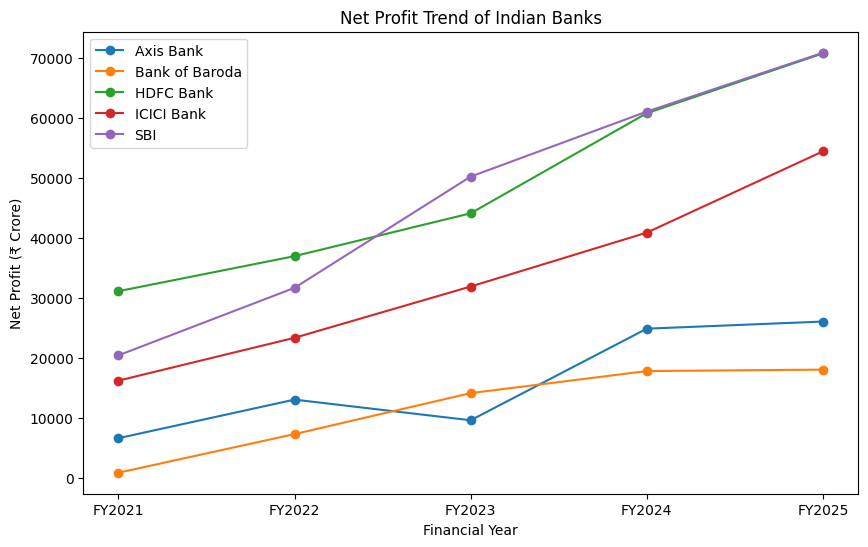 Net Profit Trend of Indian Banks
Axis Bank
Bank of Baroda
HDFC Bank
ICICI Bank
SBI
Net Profit (₹ Crore)
70000
60000
50000
40000
30000
20000
10000
0
FY2021 FY2022 FY2023 FY2024 FY2025
Financial Year